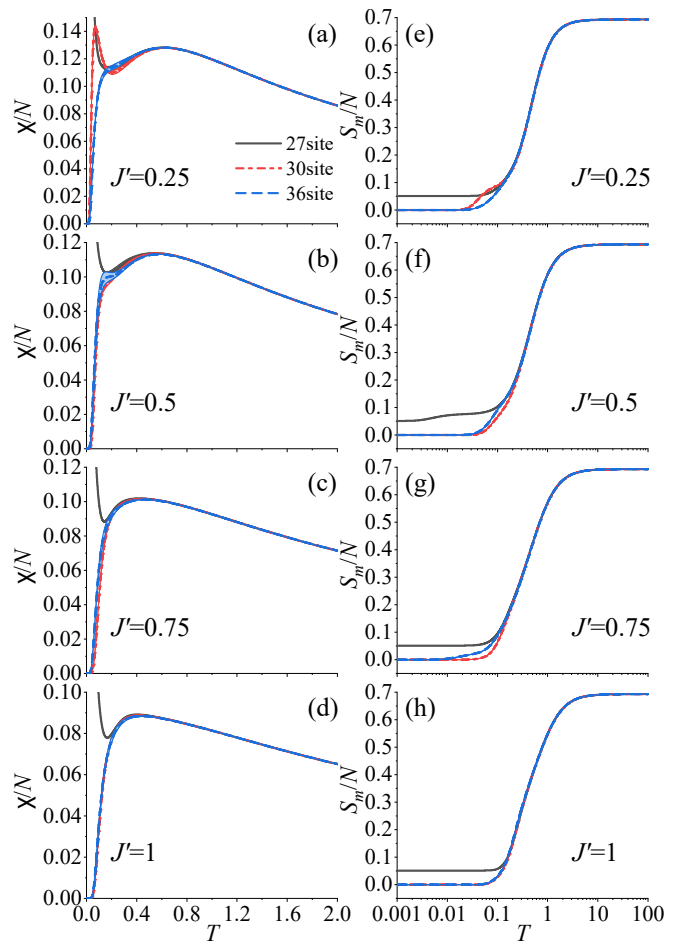 0.14
0.12
0.10
0.08
0.06
0.04
0.02
0.00
χ/N
(a)
27site
30site
36site
J'=0.25
0.7
0.6
0.5
0.4
0.3
0.2
0.1
0.0
S_m/N
(e)
J'=0.25
0.12
0.10
0.08
0.06
0.04
0.02
0.00
χ/N
(b)
J'=0.5
0.7
0.6
0.5
0.4
0.3
0.2
0.1
0.0
S_m/N
(f)
J'=0.5
0.12
0.10
0.08
0.06
0.04
0.02
0.00
χ/N
(c)
J'=0.75
0.7
0.6
0.5
0.4
0.3
0.2
0.1
0.0
S_m/N
(g)
J'=0.75
0.10
0.08
0.06
0.04
0.02
0.00
χ/N
(d)
J'=1
0.0 0.4 0.8 1.2 1.6 2.0
T
0.7
0.6
0.5
0.4
0.3
0.2
0.1
0.0
S_m/N
(h)
J'=1
0.001 0.01 0.1 1 10 100
T